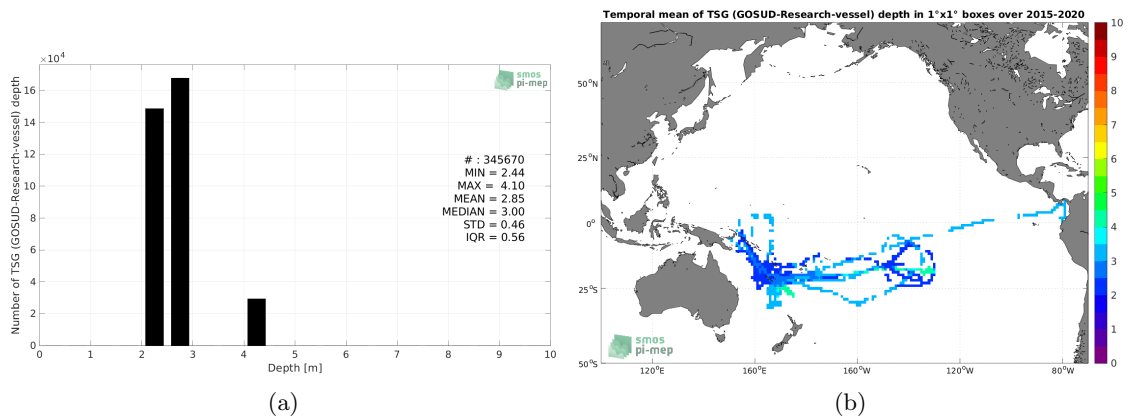 ×10⁴
16
14
12
10
8
6
4
2
0
Number of TSG (GOSUD-Research-vessel) depth
smos
pi-mep
# : 345670
MIN = 2.44
MAX = 4.10
MEAN = 2.85
MEDIAN = 3.00
STD = 0.46
IQR = 0.56
0 1 2 3 4 5 6 7 8 9 10
Depth [m]
(a)
Temporal mean of TSG (GOSUD-Research-vessel) depth in 1°x1° boxes over 2015-2020
50°N
25°N
0°
25°S
50°S
120°E 160°E 160°W 120°W 80°W
smos
pi-mep
10
9
8
7
6
5
4
3
2
1
0
(b)